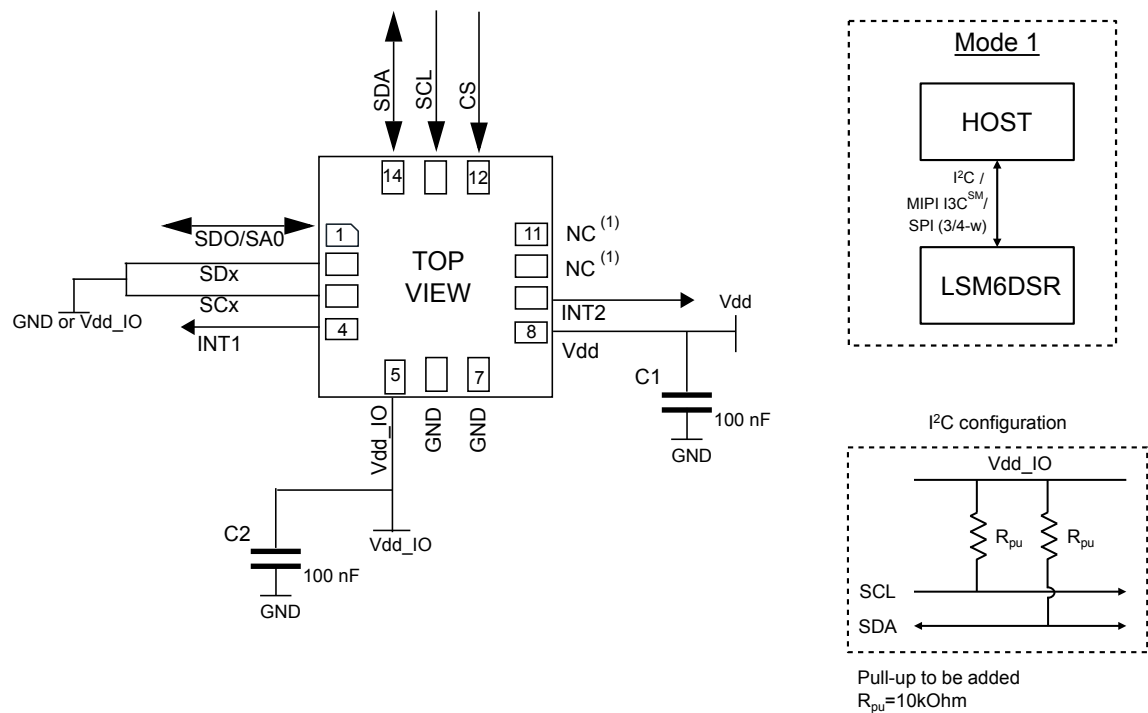 SDA
SCL
CS
14
12
SDO/SA0
1
11
NC (1)
NC (1)
TOP
VIEW
SDx
SCx
GND or Vdd_IO
INT1
4
INT2
8
Vdd
Vdd
5
7
Vdd_IO
GND
GND
C1
100 nF
GND
C2
100 nF
GND
Vdd_IO
Mode 1
HOST
I²C /
MIPI I3C^SM/
SPI (3/4-w)
LSM6DSR
I²C configuration
Vdd_IO
Rpu
Rpu
SCL
SDA
Pull-up to be added
Rpu=10kOhm